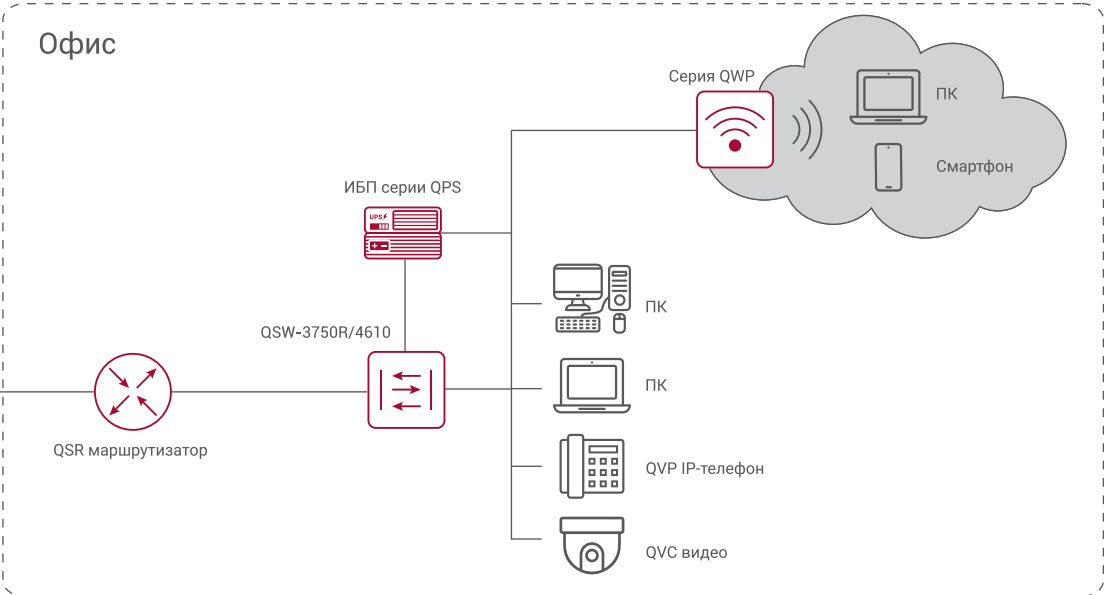 Офис
Серия QWP
ПК
Смартфон
ИБП серии QPS
UPS
ПК
QSW-3750R/4610
ПК
QSR маршрутизатор
QVP IP-телефон
QVC видео